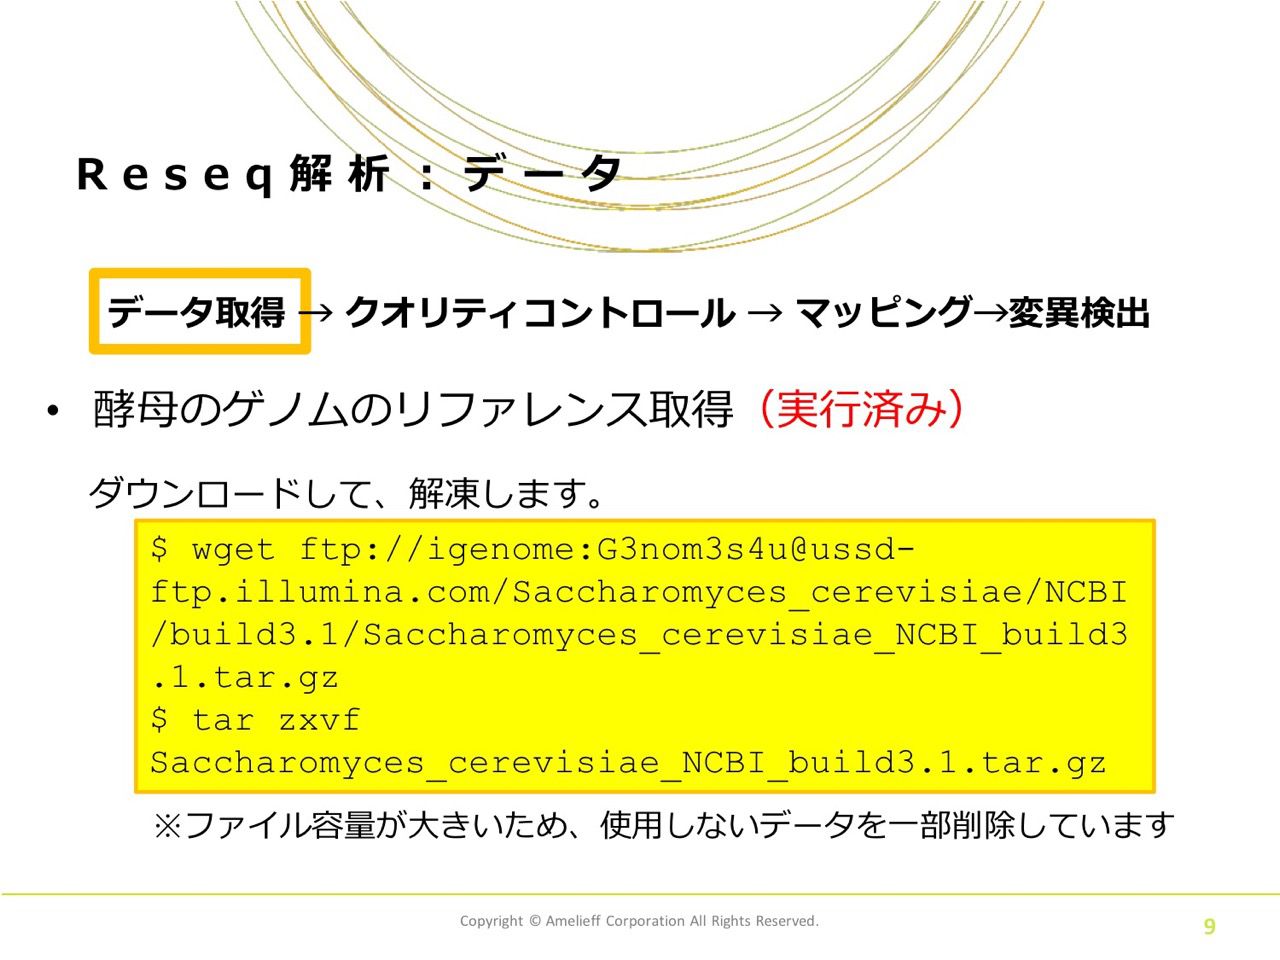 Reseq解析：データ
データ取得 → クオリティコントロール → マッピング→変異検出
• 酵母のゲノムのリファレンス取得（実行済み）
ダウンロードして、解凍します。
$ wget ftp://igenome:G3nom3s4u@ussd-
ftp.illumina.com/Saccharomyces_cerevisiae/NCBI
/build3.1/Saccharomyces_cerevisiae_NCBI_build3
.1.tar.gz
$ tar zxvf
Saccharomyces_cerevisiae_NCBI_build3.1.tar.gz
※ファイル容量が大きいため、使用しないデータを一部削除しています
Copyright © Amelieff Corporation All Rights Reserved.
9